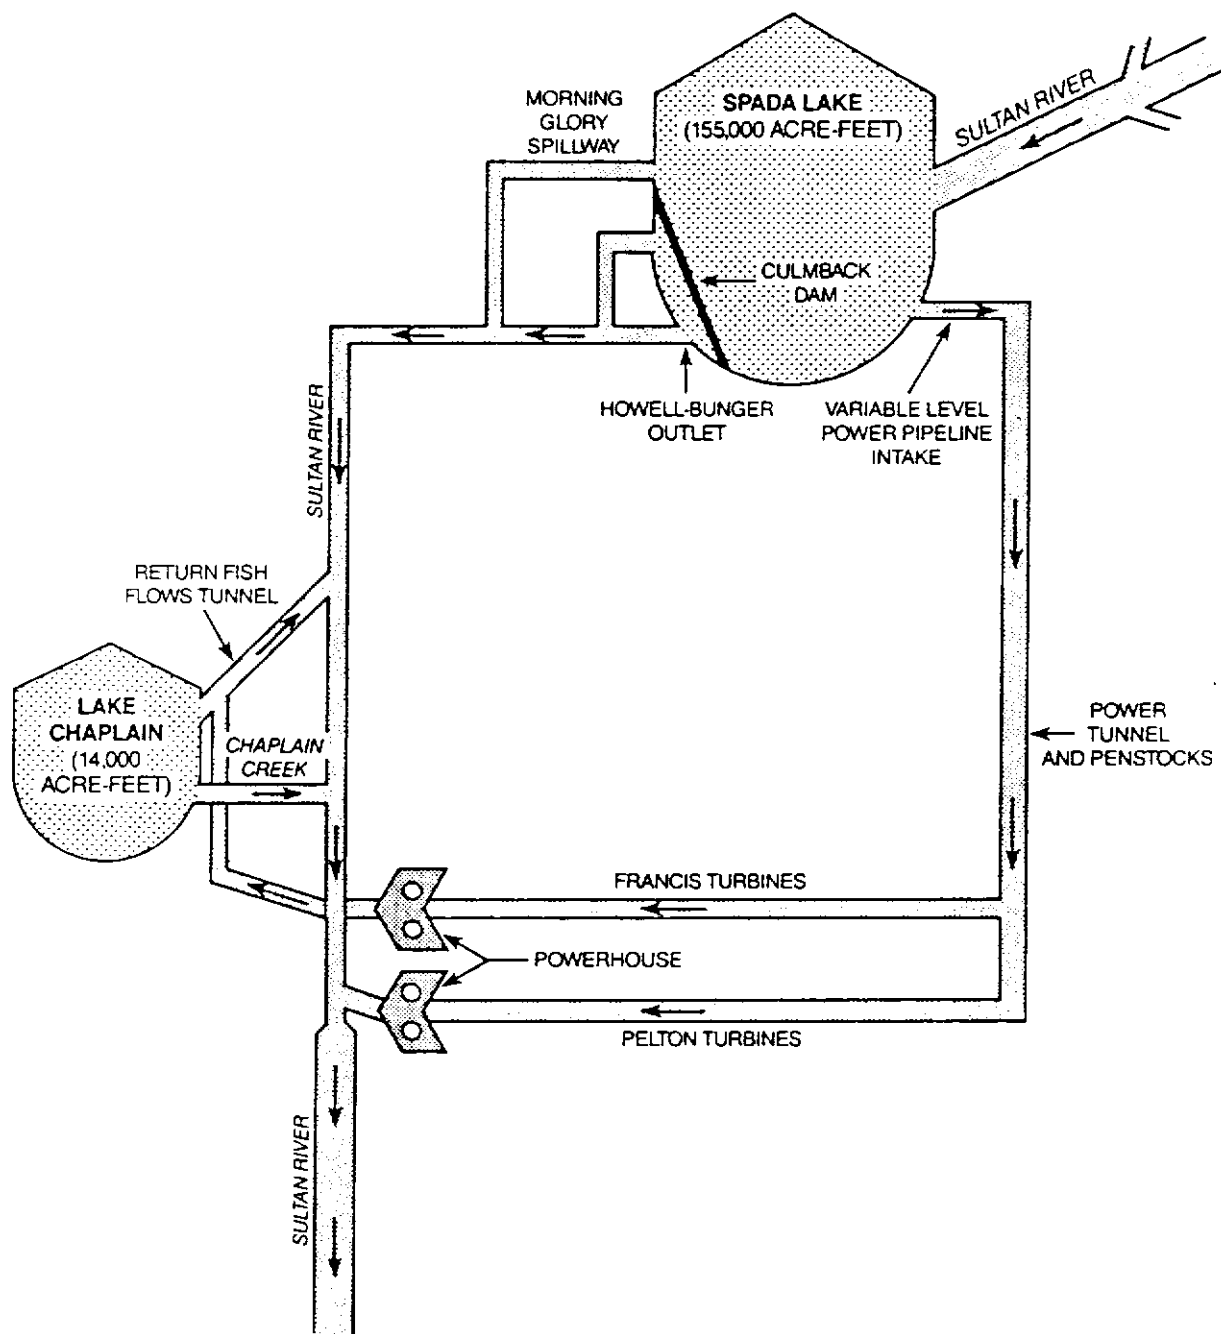 MORNING
GLORY
SPILLWAY
SPADA LAKE
(155,000 ACRE-FEET)
SULTAN RIVER
CULMBACK
DAM
HOWELL-BUNGER
OUTLET
VARIABLE LEVEL
POWER PIPELINE
INTAKE
SULTAN RIVER
RETURN FISH
FLOWS TUNNEL
LAKE
CHAPLAIN
(14,000
ACRE-FEET)
CHAPLAIN
CREEK
POWER
TUNNEL
AND PENSTOCKS
FRANCIS TURBINES
POWERHOUSE
PELTON TURBINES
SULTAN RIVER